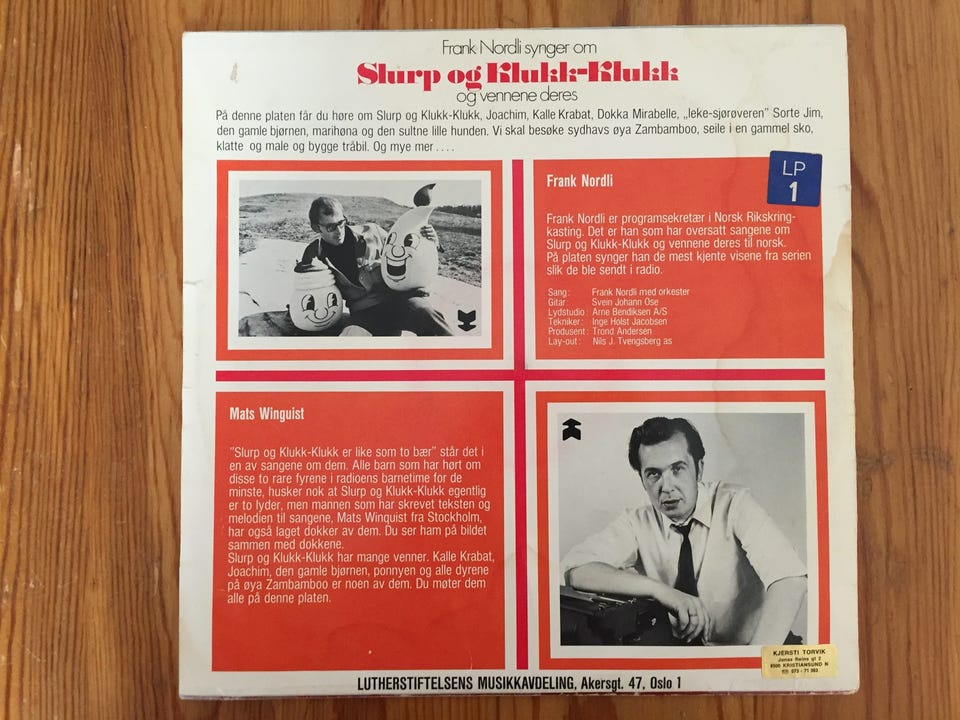 Frank Nordli synger om
Slurp og Klukk-Klukk
og vennene deres
På denne platen får du høre om Slurp og Klukk-Klukk, Joachim, Kalle Krabat, Dokka Mirabelle, „leke-sjørøveren” Sorte Jim,
den gamle bjørnen, marihøna og den sultne lille hunden. Vi skal besøke sydhavs øya Zambamboo, seile i en gammel sko,
klatte og male og bygge tråbil. Og mye mer....
LP
1
Frank Nordli
Frank Nordli er programsekretær i Norsk Rikskring-
kasting. Det er han som har oversatt sangene om
Slurp og Klukk-Klukk og vennene deres til norsk.
På platen synger han de mest kjente visene fra serien
slik de ble sendt i radio.
Sang: Frank Nordli med orkester
Gitar: Svein Johann Ose
Lydstudio: Arne Bendiksen A/S
Tekniker: Inge Holst Jacobsen
Produsent: Trond Andersen
Lay-out: Nils J. Tvengsberg as
Mats Winguist
”Slurp og Klukk-Klukk er like som to bær” står det i
en av sangene om dem. Alle barn som har hørt om
disse to rare fyrene i radioens barnetime for de
minste, husker nok at Slurp og Klukk-Klukk egentlig
er to lyder, men mannen som har skrevet teksten og
melodien til sangene, Mats Winquist fra Stockholm,
har også laget dokker av dem. Du ser ham på bildet
sammen med dokkene.
Slurp og Klukk-Klukk har mange venner. Kalle Krabat,
Joachim, den gamle bjørnen, ponnyen og alle dyrene
på øya Zambamboo er noen av dem. Du møter dem
alle på denne platen.
KJERSTI TORVIK
Jonas Reins gt 2
6500 KRISTIANSUND N
073 - 71 383
LUTHERSTIFTELSENS MUSIKKAVDELING, Akersgt. 47, Oslo 1